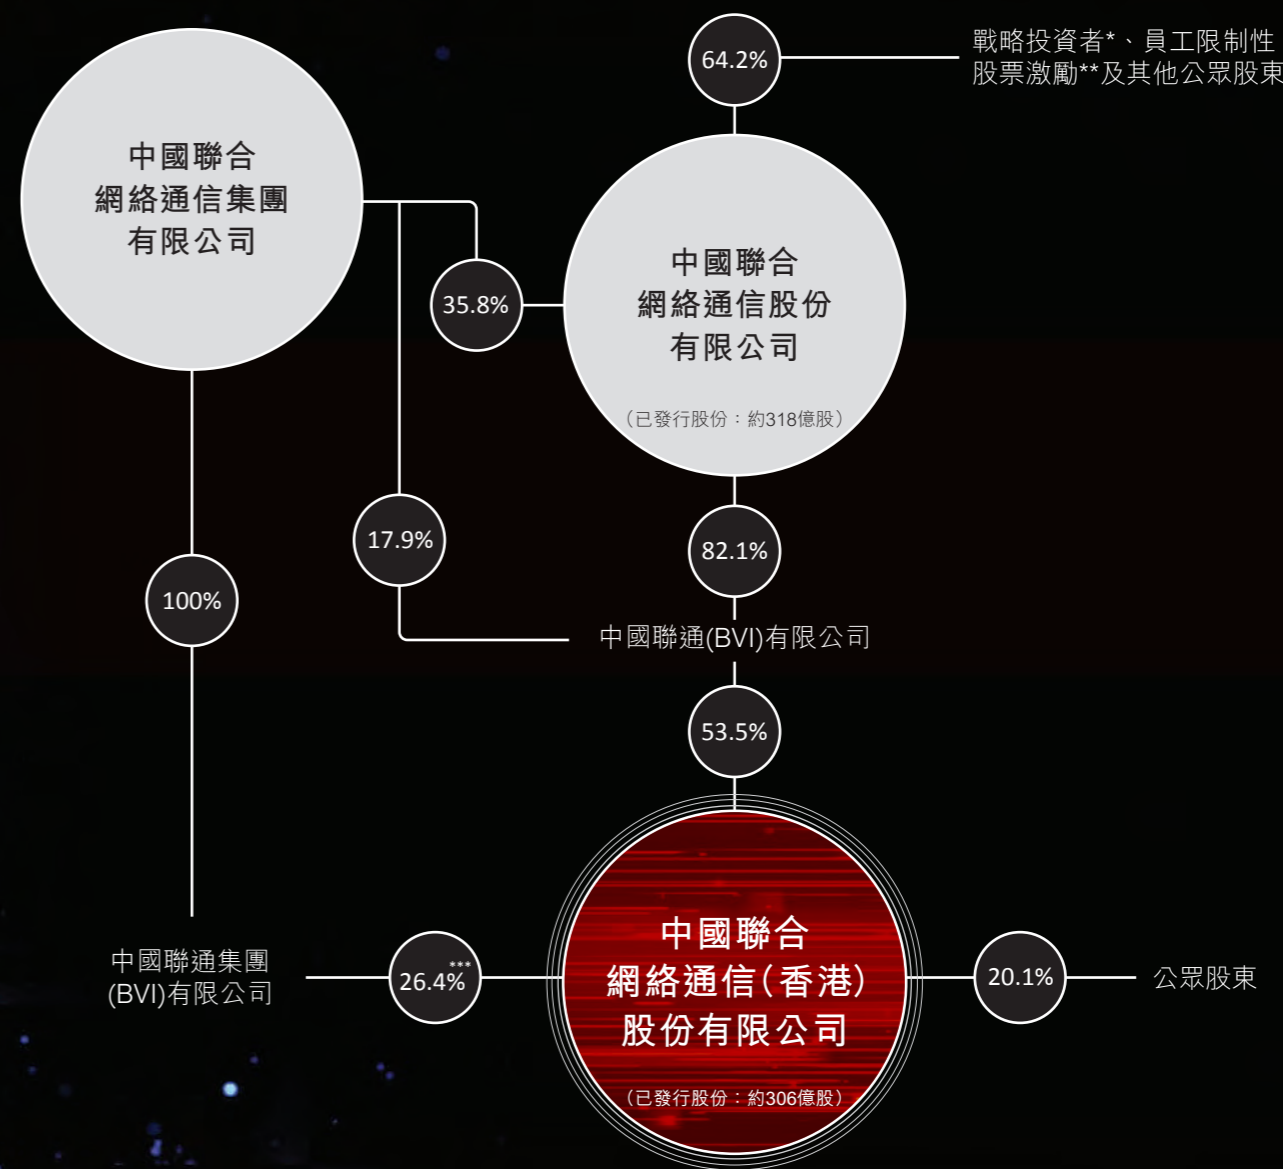 64.2%
戰略投資者*、員工限制性
股票激勵**及其他公眾股東
中國聯合
網絡通信集團
有限公司
35.8%
中國聯合
網絡通信股份
有限公司
（已發行股份：約318億股）
17.9%
82.1%
100%
中國聯通(BVI)有限公司
53.5%
中國聯通集團
(BVI)有限公司
26.4%***
中國聯合
網絡通信（香港）
股份有限公司
（已發行股份：約306億股）
20.1%
公眾股東